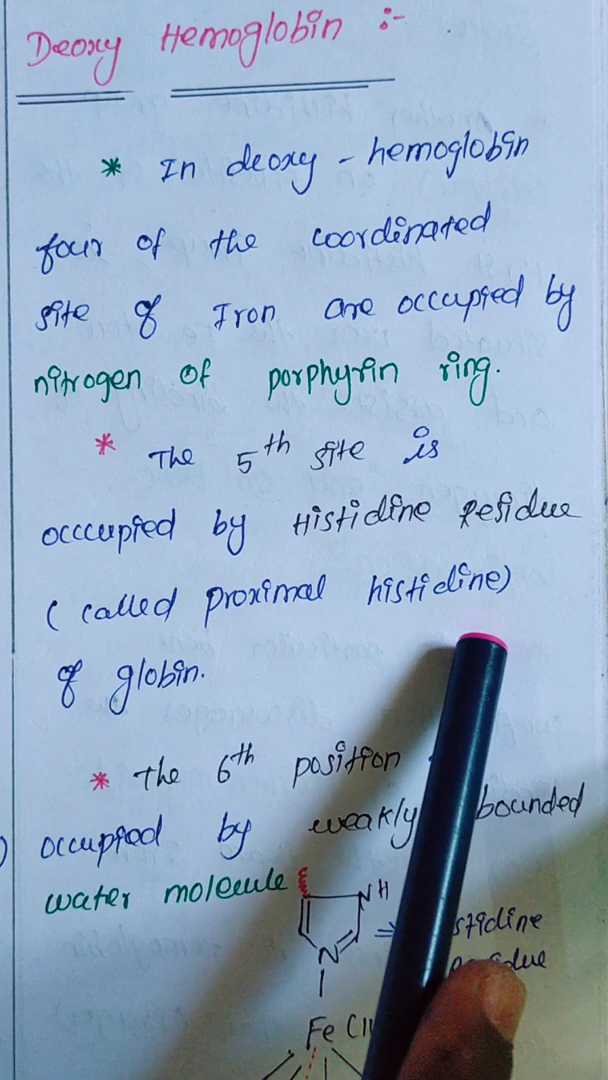 Deoxy Hemoglobin :-
* In deoxy - hemoglobin
four of the coordinated
site of Iron are occupied by
nitrogen of porphyrin ring.
* The 5th site is
occcupied by Histidine Residue
( called proximal histidine)
of globin.
* The 6th position
occupied by weakly bounded
water molecule
NH
N
Fe